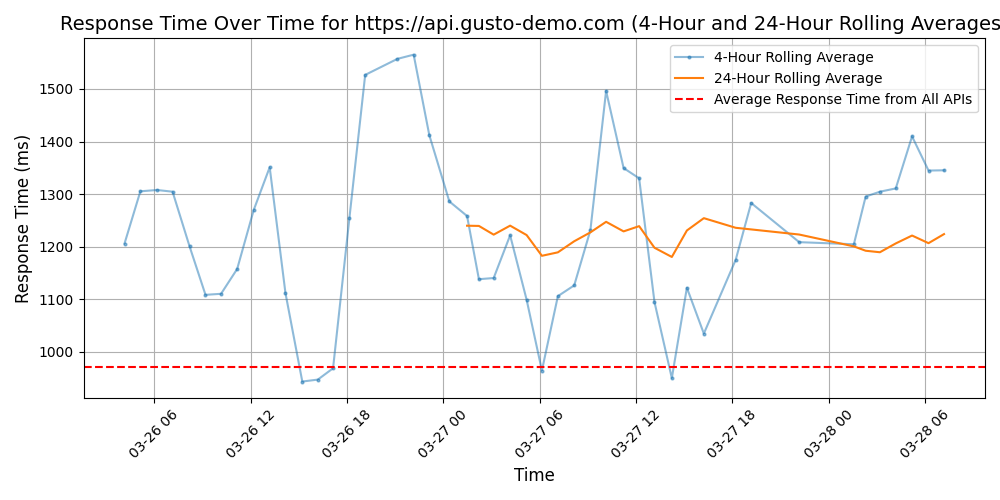 Response Time Over Time for https://api.gusto-demo.com (4-Hour and 24-Hour Rolling Averages
4-Hour Rolling Average
24-Hour Rolling Average
Average Response Time from All APIs
Response Time (ms)
1500
1400
1300
1200
1100
1000
03-26 06
03-26 12
03-26 18
03-27 00
03-27 06
03-27 12
03-27 18
03-28 00
03-28 06
Time